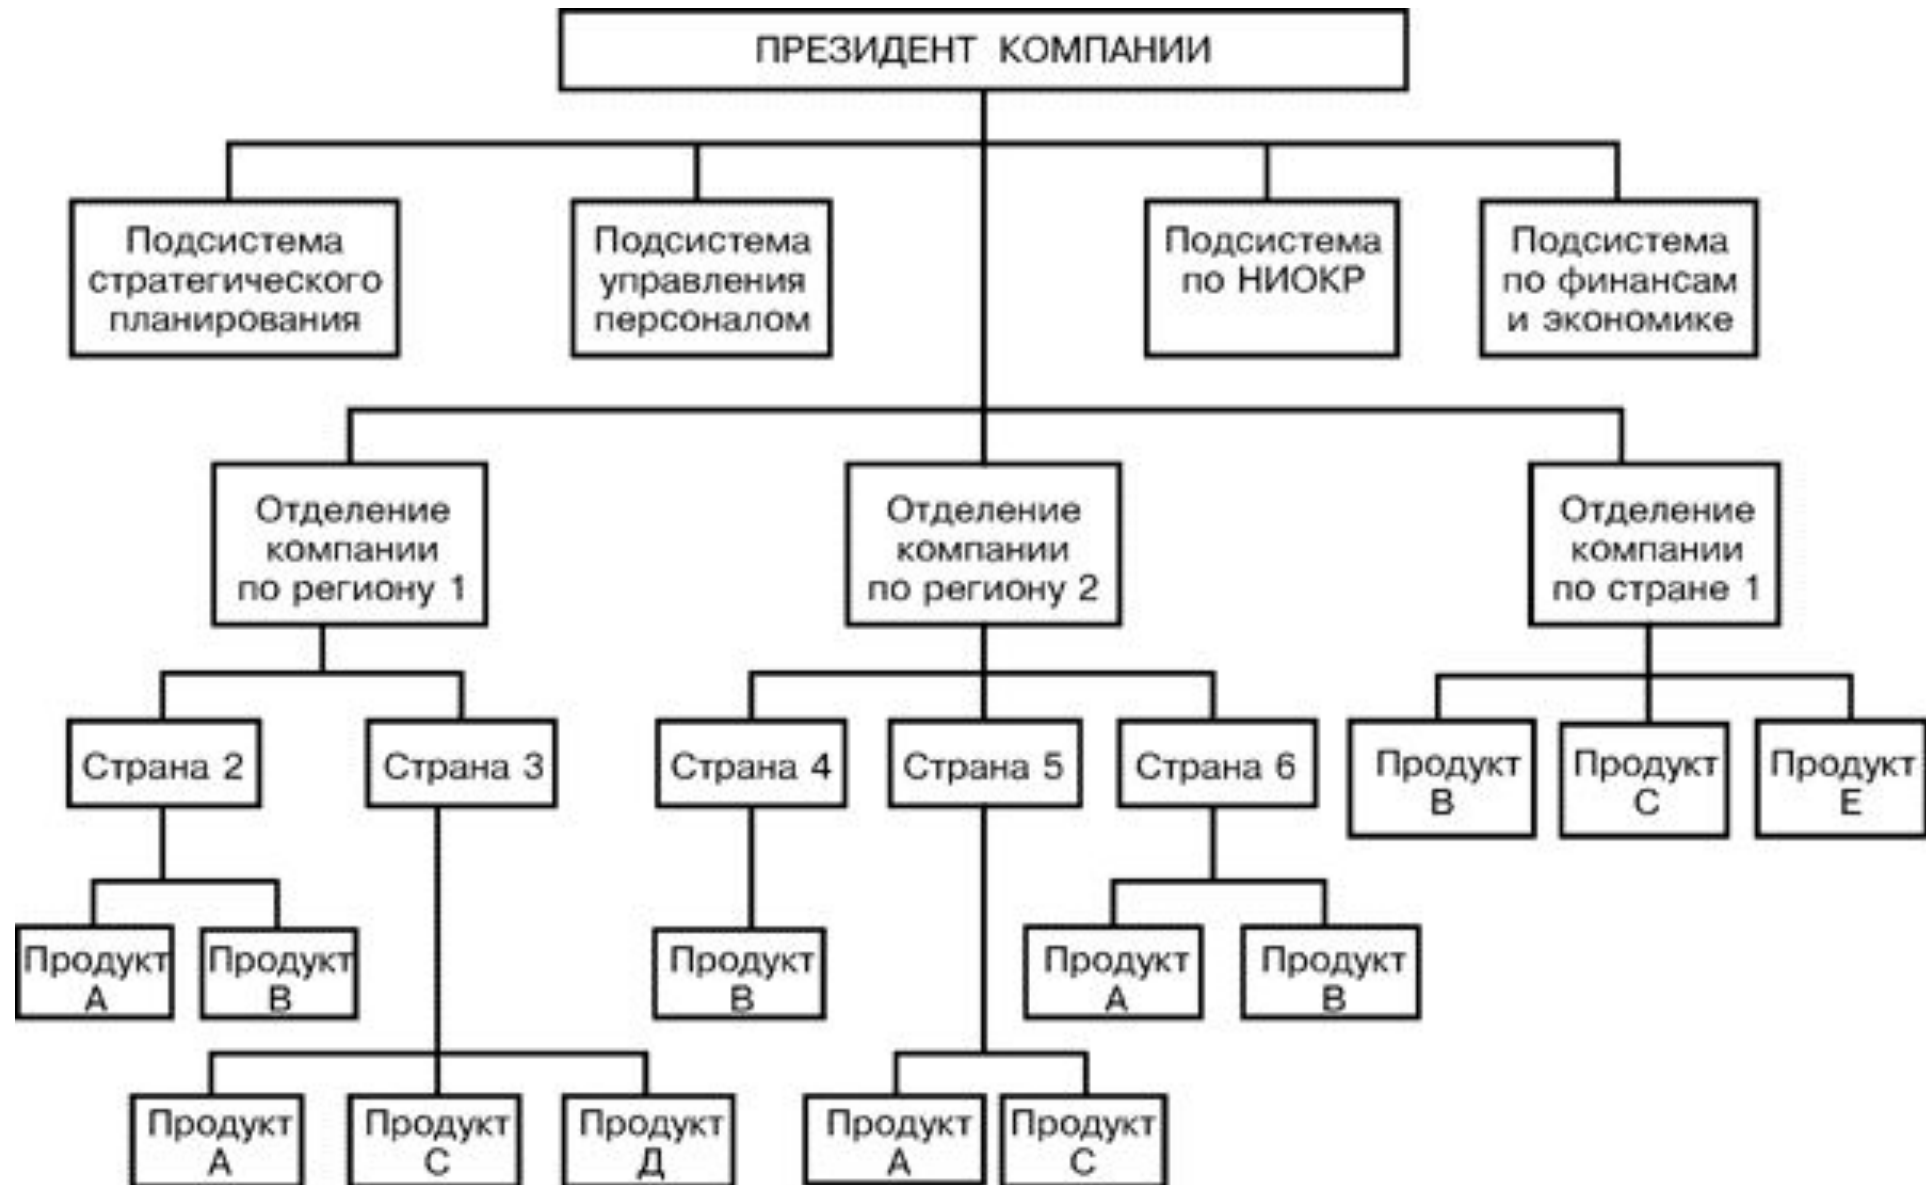 ПРЕЗИДЕНТ КОМПАНИИ
Подсистема
стратегического
планирования
Подсистема
управления
персоналом
Подсистема
по НИОКР
Подсистема
по финансам
и экономике
Отделение
компании
по региону 1
Отделение
компании
по региону 2
Отделение
компании
по стране 1
Страна 2
Страна 3
Страна 4
Страна 5
Страна 6
Продукт
В
Продукт
С
Продукт
Е
Продукт
А
Продукт
В
Продукт
В
Продукт
А
Продукт
В
Продукт
А
Продукт
С
Продукт
Д
Продукт
А
Продукт
С